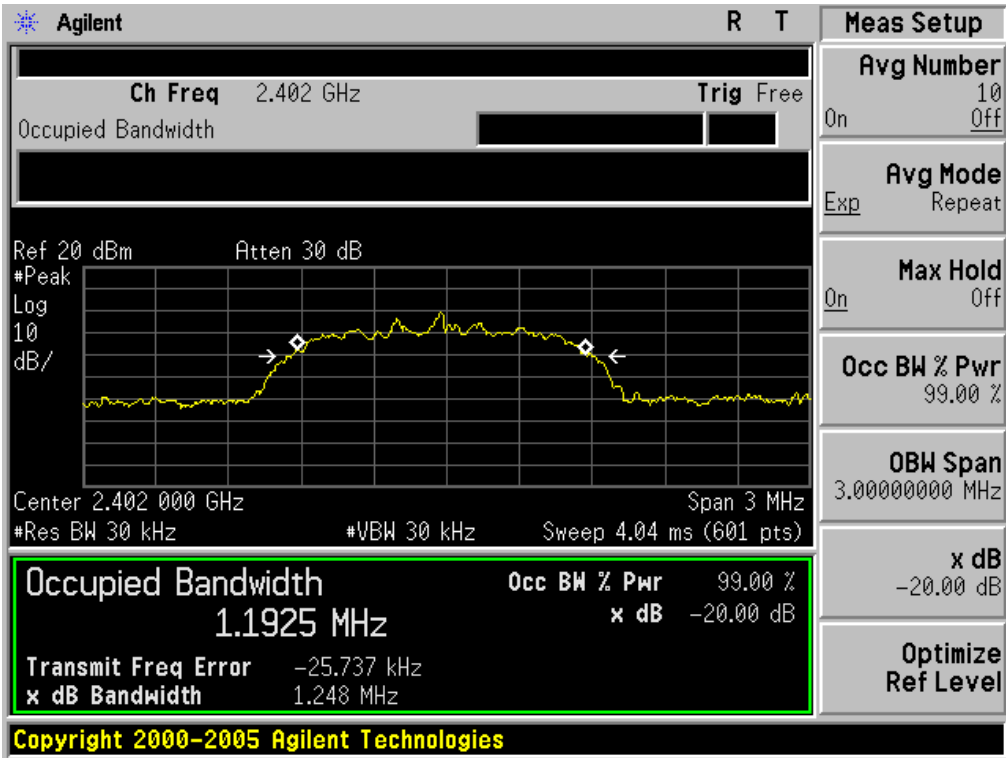 Agilent R T
Ch Freq 2.402 GHz Trig Free
Occupied Bandwidth
Ref 20 dBm Atten 30 dB
#Peak
Log
10
dB/
Center 2.402 000 GHz Span 3 MHz
#Res BW 30 kHz #VBW 30 kHz Sweep 4.04 ms (601 pts)
Occupied Bandwidth Occ BW % Pwr 99.00 %
1.1925 MHz x dB -20.00 dB
Transmit Freq Error -25.737 kHz
x dB Bandwidth 1.248 MHz
Copyright 2000-2005 Agilent Technologies
Meas Setup
Avg Number
10
On Off
Avg Mode
Exp Repeat
Max Hold
On Off
Occ BW % Pwr
99.00 %
OBW Span
3.00000000 MHz
x dB
-20.00 dB
Optimize
Ref Level